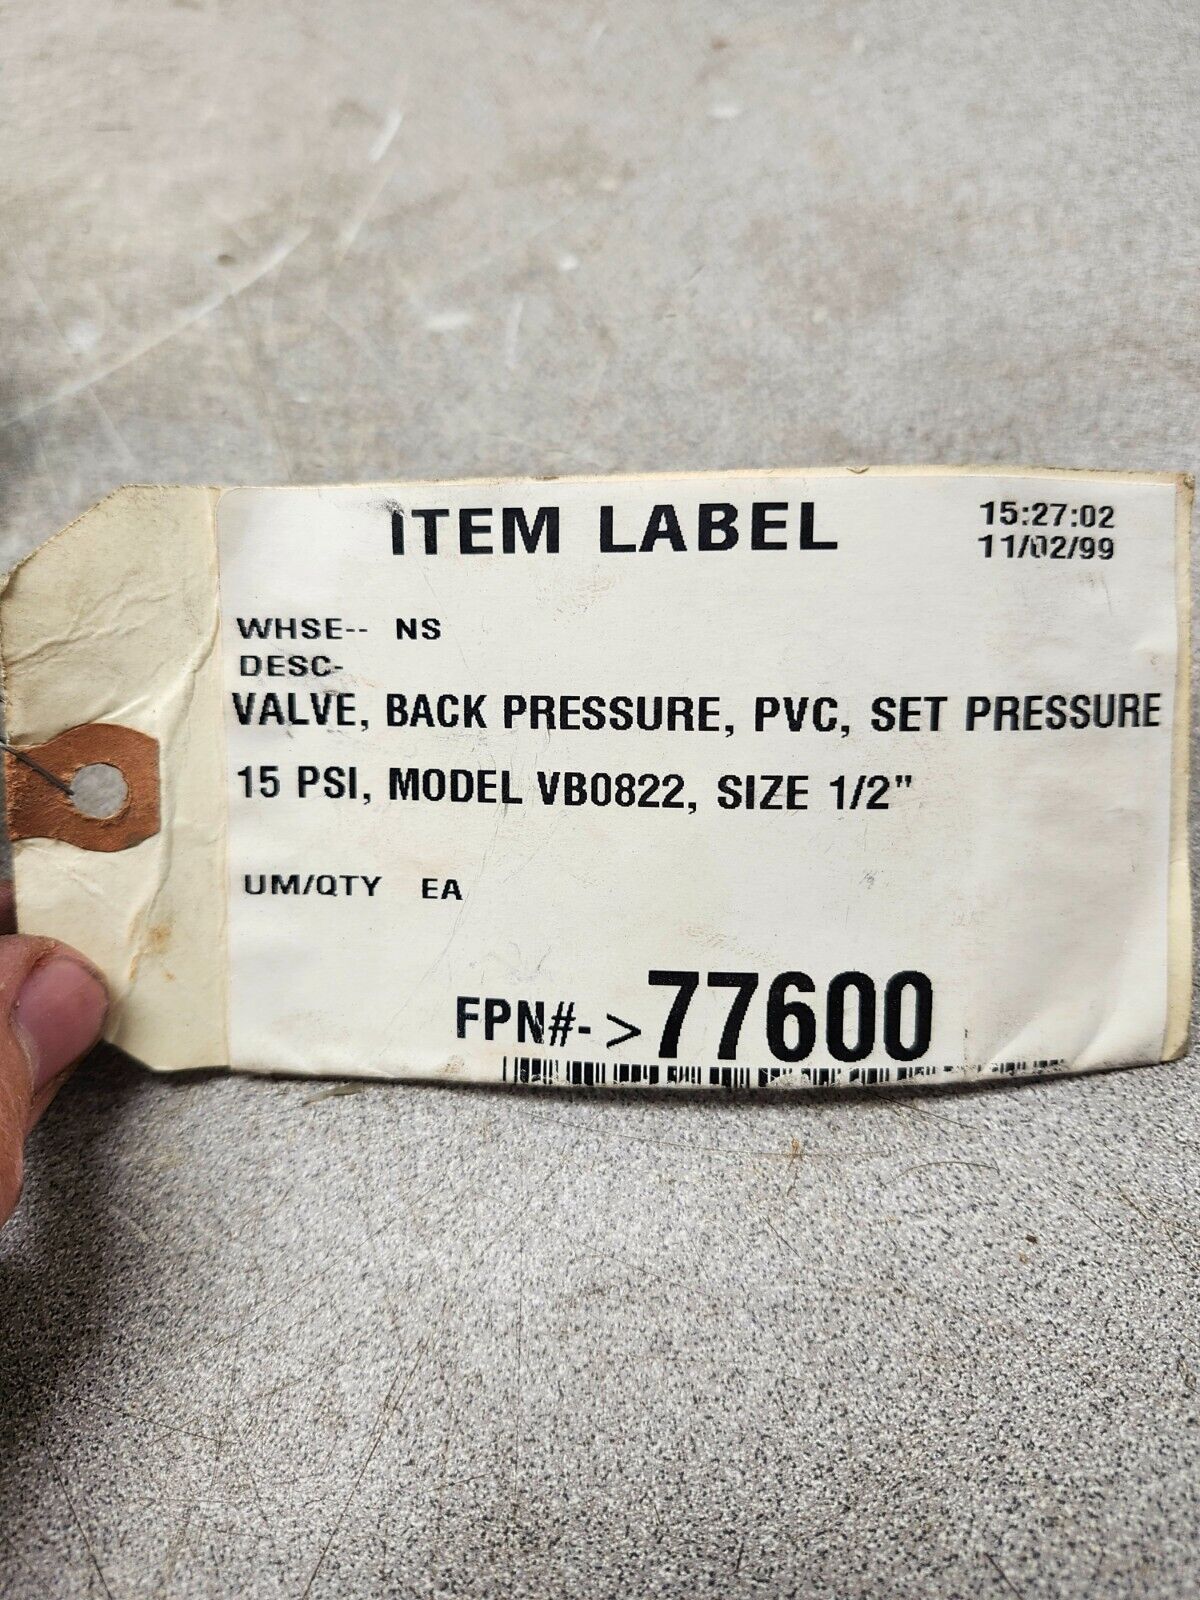 ITEM LABEL
15:27:02
11/02/99
WHSE-- NS
DESC-
VALVE, BACK PRESSURE, PVC, SET PRESSURE
15 PSI, MODEL VB0822, SIZE 1/2"
UM/QTY EA
FPN#->77600